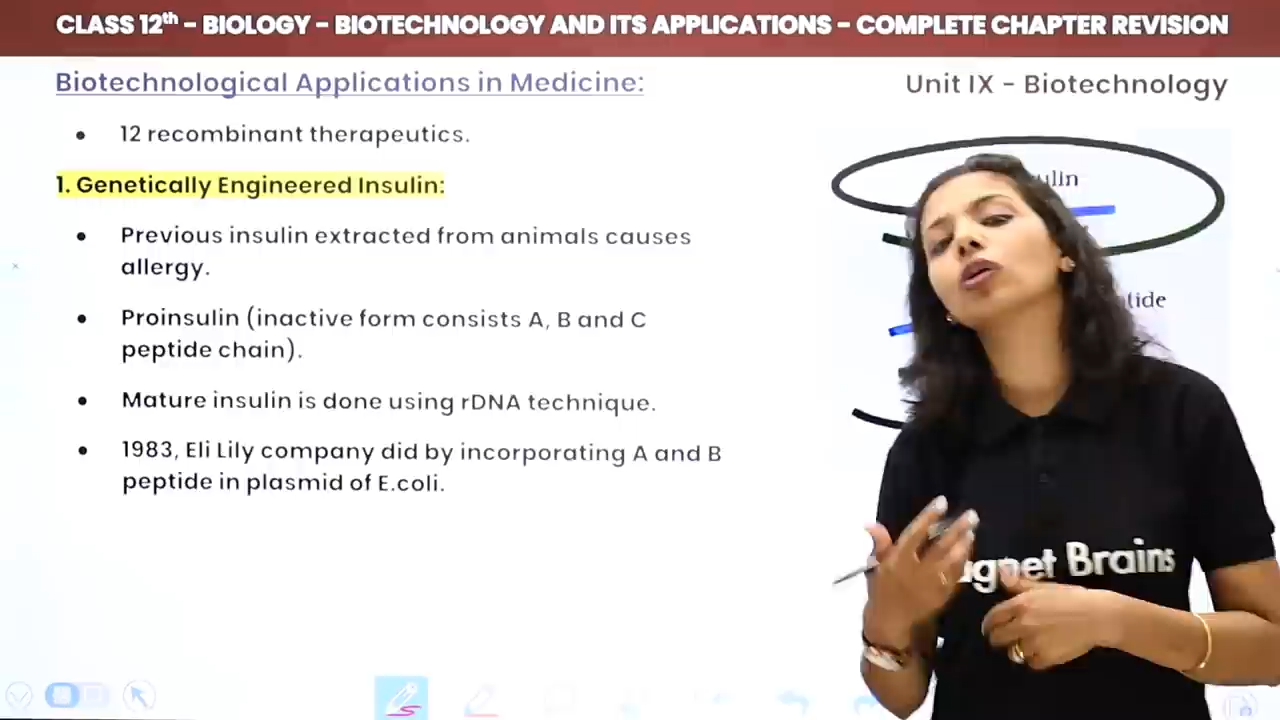 CLASS 12th – BIOLOGY – BIOTECHNOLOGY AND ITS APPLICATIONS – COMPLETE CHAPTER REVISION
Biotechnological Applications in Medicine:
Unit IX – Biotechnology
• 12 recombinant therapeutics.
1. Genetically Engineered Insulin:
• Previous insulin extracted from animals causes
allergy.
• Proinsulin (inactive form consists A, B and C
peptide chain).
• Mature insulin is done using rDNA technique.
• 1983, Eli Lily company did by incorporating A and B
peptide in plasmid of E.coli.
Brains